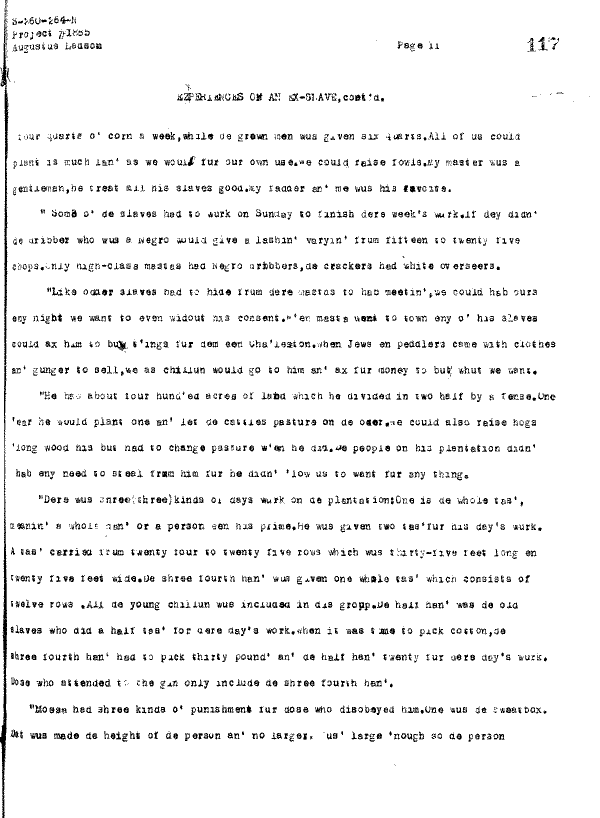 S-260-264-N
Project #1855
Augustus Ladson
Page 11
117
EXPERIENCES OF AN EX-SLAVE,cont'd.
four quarts o' corn a week,while de grown men wus given six quarts.All of us could
plant is much lan' as we would fur our own use.We could raise fowls.My master wus a
gentleman,he treat all his slaves good.My fadder an' me wus his favorite.
" Some o' de slaves had to wurk on Sunday to finish dere week's wurk.If dey didn'
de dribber who wus a Negro would give a lashin' varyin' frum fifteen to twenty five
chops.Only high-class mastas had Negro dribbers,de crackers had white overseers.
"Like odder slaves had to hide frum dere mastas to hab meetin',we could hab ours
eny night we want to even widout his consent.W'en masta went to town eny o' his slaves
could ax him to buy t'ings fur dem een Cha'leston.When Jews en peddlers came with clothes
an' gunger to sell,we as chillun would go to him an' ax fur money to buy whut we want.
"He had about four hund'ed acres of land which he divided in two half by a fense.One
'ear he would plant one an' let de cattles pasture on de oder.We could also raise hogs
'long wood his but had to change pasture w'en he did.De people on his plantation didn'
hab eny need to steal from him fur he didn' 'low us to want fur any thing.
"Ders wus shree(three)kinds of days wurk on de plantation:One is de whole tas',
meanin' a whole han' or a person een his prime.He wus given two tas'fur his day's wurk.
A tas' carried frum twenty four to twenty five rows which wus thirty-five feet long en
twenty five feet wide.De shree fourth han' wus given one whole tas' which consists of
twelve rows .All de young chillun wus included in dis group.De half han' was de old
slaves who did a half tas' for dere day's work.When it was time to pick cotton,de
shree fourth han' had to pick thirty pound' an' de half han' twenty fur dere day's wurk.
Dose who attended to the gin only include de shree fourth han'.
"Mossa had shree kinds o' punishment fur dose who disobeyed him.One wus de sweatbox.
Dat wus made de height of de person an' no larger. large 'nough so de person